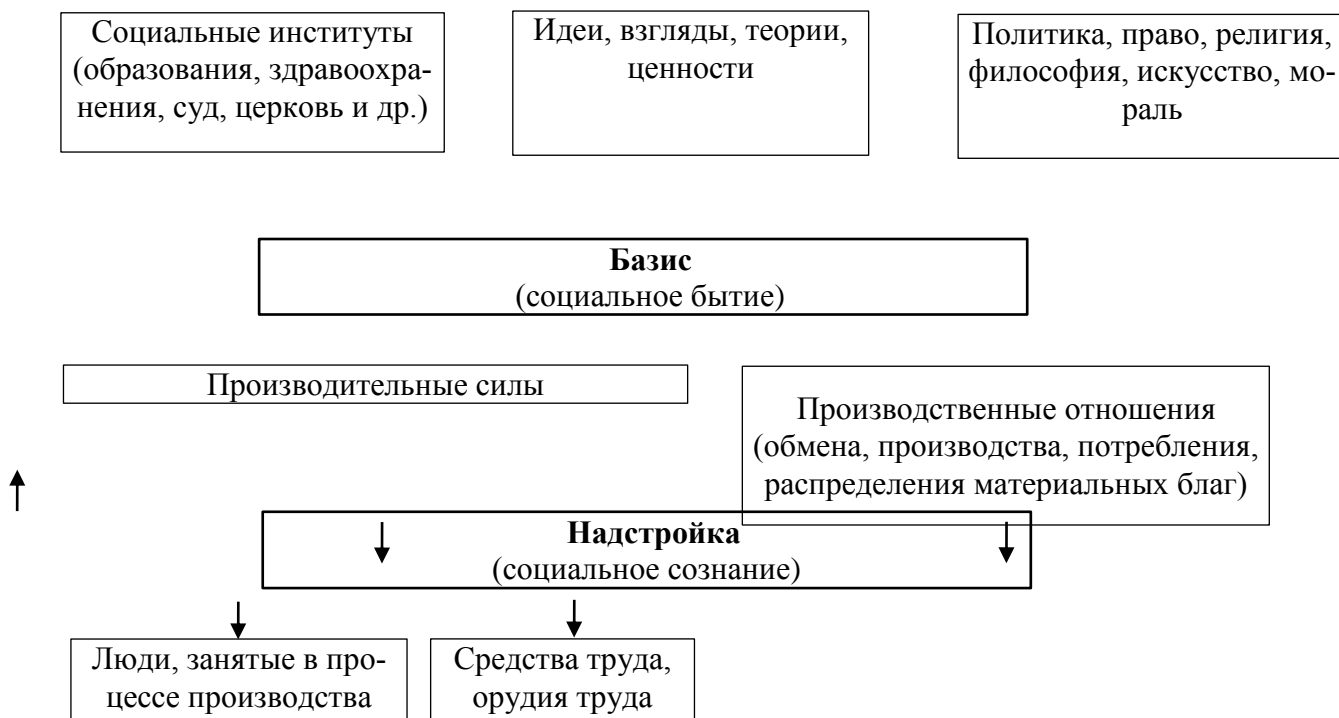 Социальные институты
(образования, здравоохра-
нения, суд, церковь и др.)
Идеи, взгляды, теории,
ценности
Политика, право, религия,
философия, искусство, мо-
раль
Базис
(социальное бытие)
Производительные силы
Производственные отношения
(обмена, производства, потребления,
распределения материальных благ)
Надстройка
(социальное сознание)
Люди, занятые в про-
цессе производства
Средства труда,
орудия труда